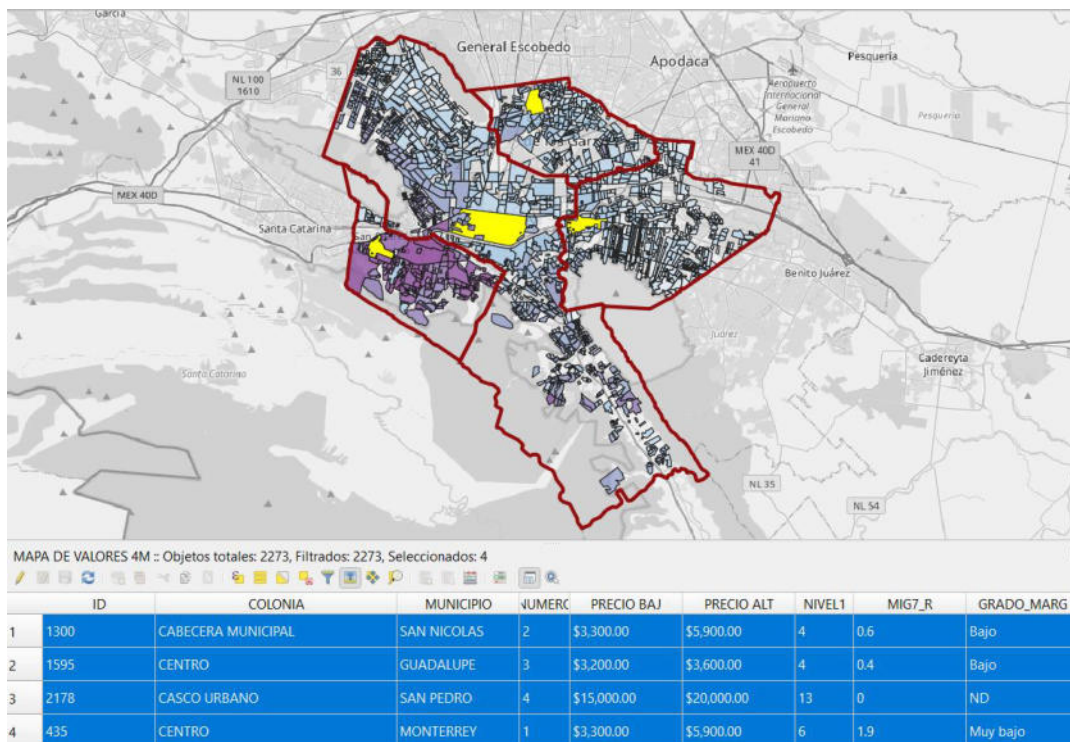 García
General Escobedo
Apodaca
Pesquería
36
NL 100
1610
Aeropuerto
Internacional
General
Mariano
Escobedo
Pesquería
MEX 40D
41
MEX 40D
Santa Catarina
San
Benito Juárez
Juárez
Cadereyta
Jiménez
Santa Catarina
NL 35
NL 54
MAPA DE VALORES 4M :: Objetos totales: 2273, Filtrados: 2273, Seleccionados: 4
ID COLONIA MUNICIPIO NUMERO PRECIO BAJ PRECIO ALT NIVEL1 MIG7_R GRADO_MARG
1 1300 CABECERA MUNICIPAL SAN NICOLAS 2 $3,300.00 $5,900.00 4 0.6 Bajo
2 1595 CENTRO GUADALUPE 3 $3,200.00 $3,600.00 4 0.4 Bajo
3 2178 CASCO URBANO SAN PEDRO 4 $15,000.00 $20,000.00 13 0 ND
4 435 CENTRO MONTERREY 1 $3,300.00 $5,900.00 6 1.9 Muy bajo